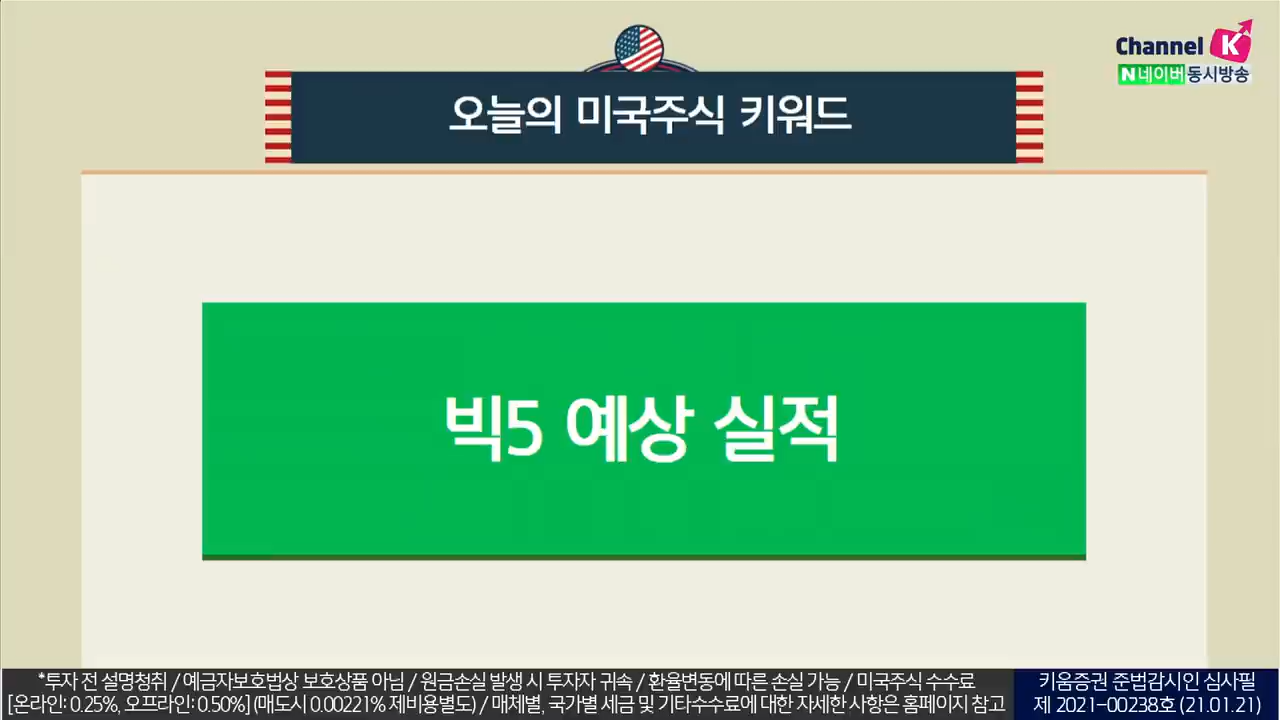 Channel K
N네이버동시방송
오늘의 미국주식 키워드
빅5 예상 실적
*투자 전 설명청취 / 예금자보호법상 보호상품 아님 / 원금손실 발생 시 투자자 귀속 / 환율변동에 따른 손실 가능 / 미국주식 수수료
[온라인: 0.25%, 오프라인: 0.50%] (매도시 0.00221% 제비용별도) / 매체별, 국가별 세금 및 기타수수료에 대한 자세한 사항은 홈페이지 참고
키움증권 준법감시인 심사필
제 2021-00238호 (21.01.21)